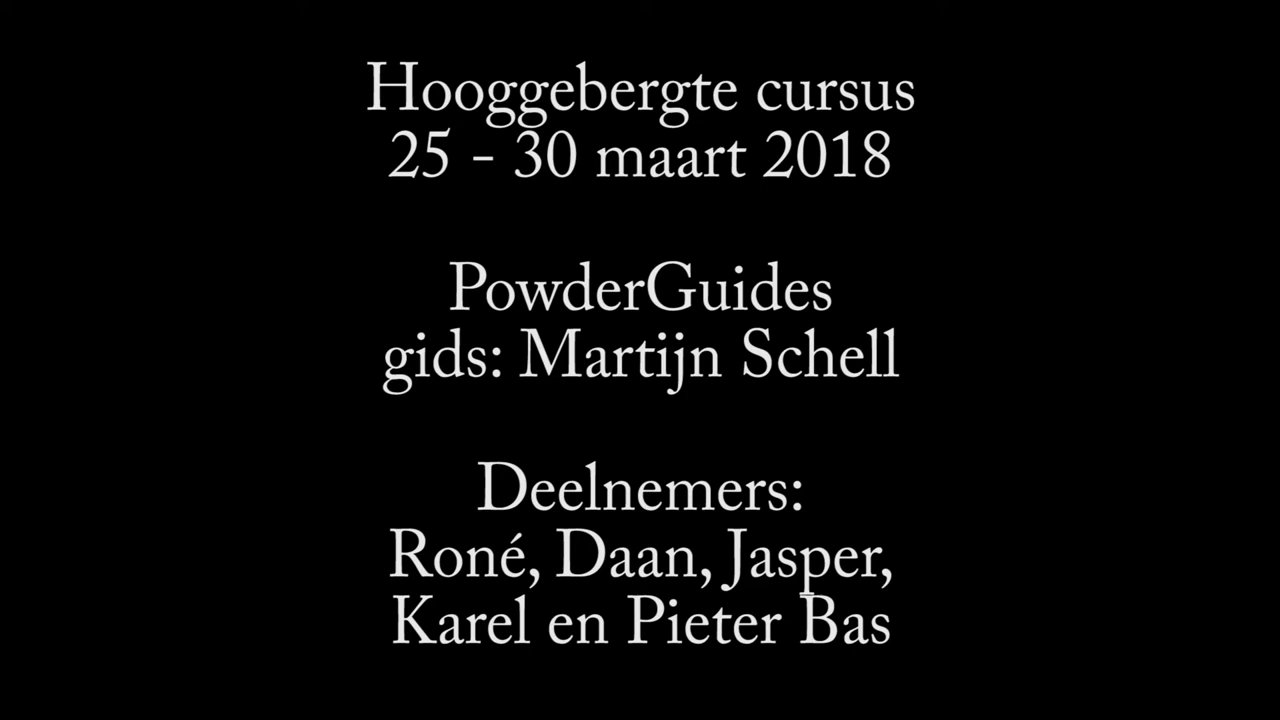 Hooggebergte cursus
25 - 30 maart 2018
PowderGuides
gids: Martijn Schell
Deelnemers:
Roné, Daan, Jasper,
Karel en Pieter Bas